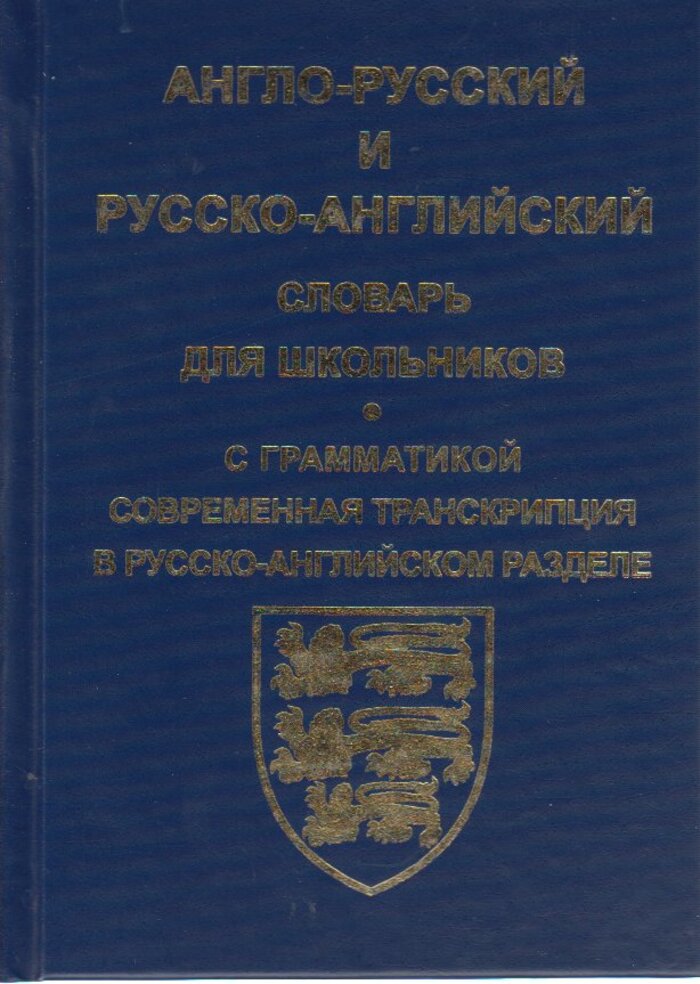 АНГЛО-РУССКИЙ
И
РУССКО-АНГЛИЙСКИЙ
СЛОВАРЬ
ДЛЯ ШКОЛЬНИКОВ
•
С ГРАММАТИКОЙ
СОВРЕМЕННАЯ ТРАНСКРИПЦИЯ
В РУССКО-АНГЛИЙСКОМ РАЗДЕЛЕ